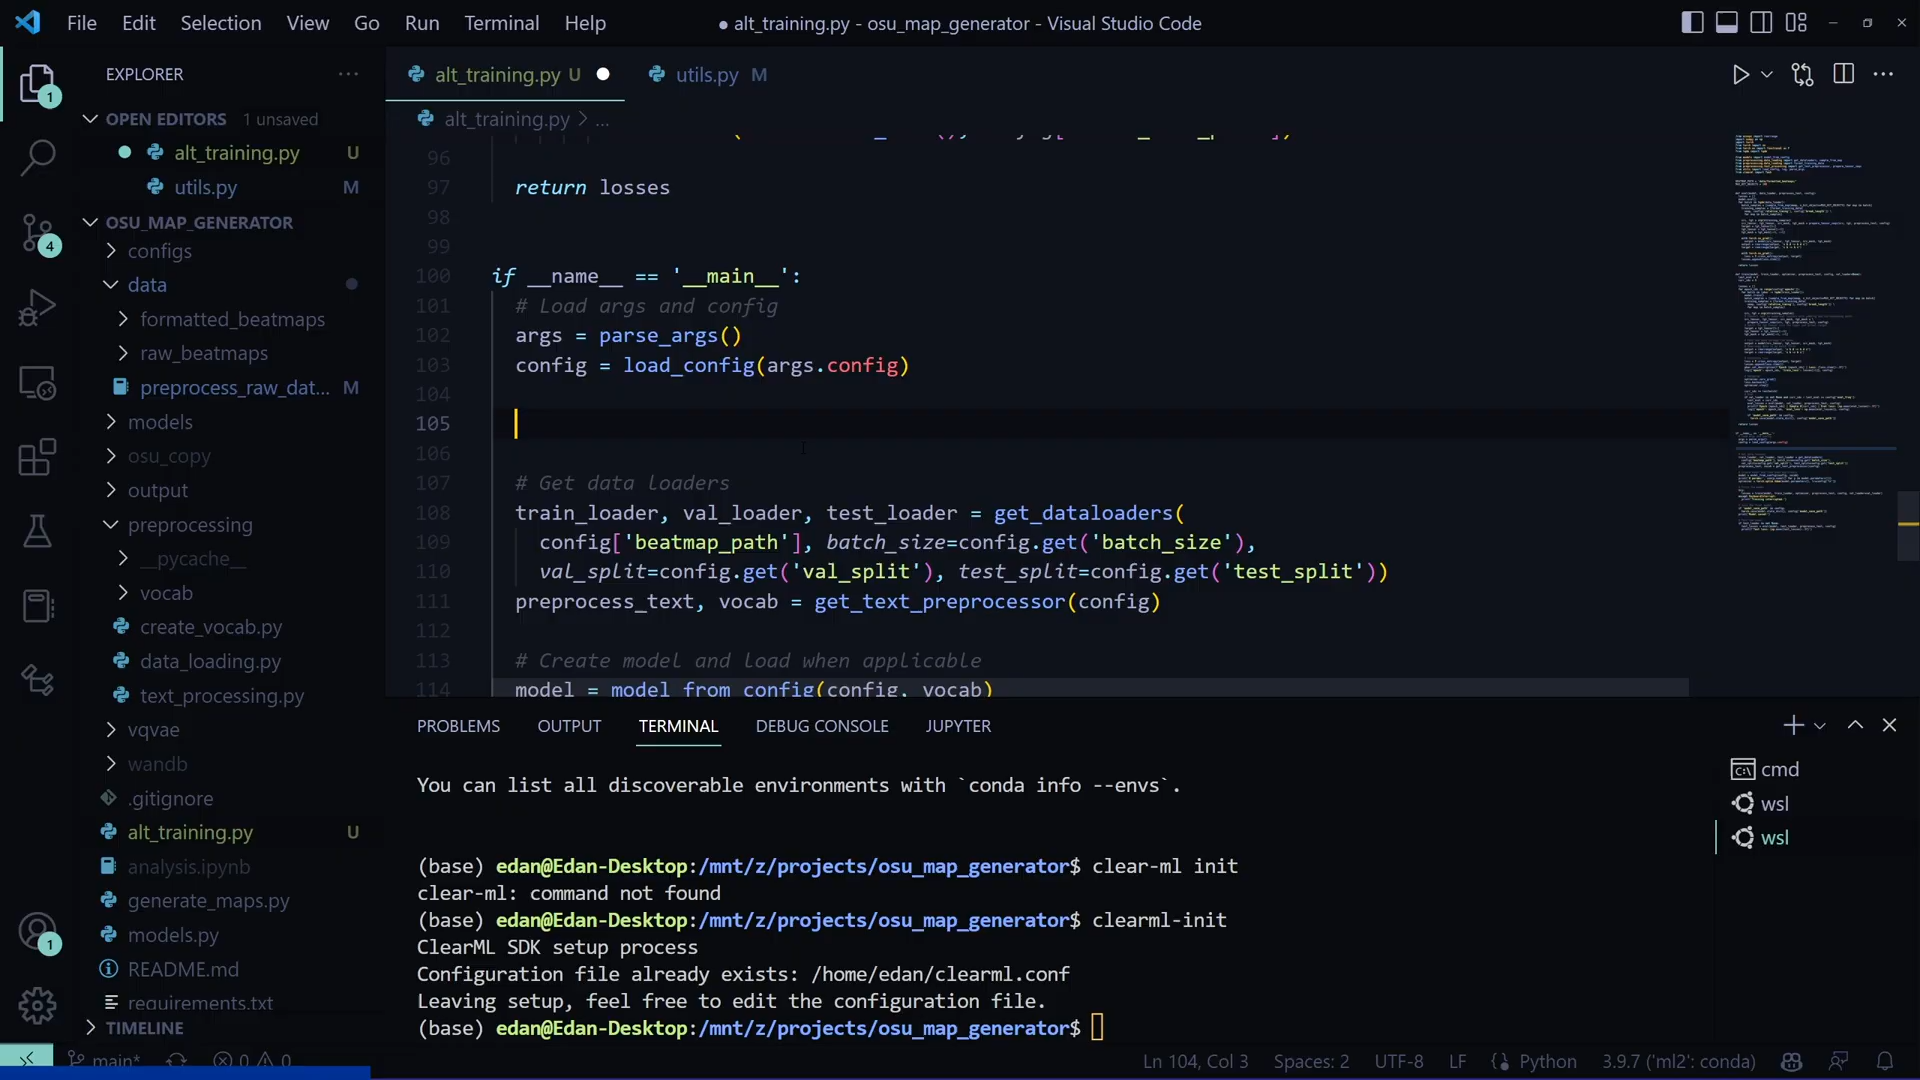 File Edit Selection View Go Run Terminal Help
● alt_training.py - osu_map_generator - Visual Studio Code
EXPLORER
OPEN EDITORS 1 unsaved
alt_training.py U
utils.py M
OSU_MAP_GENERATOR
configs
data
formatted_beatmaps
raw_beatmaps
preprocess_raw_dat... M
models
osu_copy
output
preprocessing
__pycache__
vocab
create_vocab.py
data_loading.py
text_processing.py
vqvae
wandb
.gitignore
alt_training.py U
analysis.ipynb
generate_maps.py
models.py
README.md
requirements.txt
TIMELINE
1
4
1
alt_training.py U
utils.py M
alt_training.py > ...
96
97 return losses
98
99
100 if __name__ == '__main__':
101 # Load args and config
102 args = parse_args()
103 config = load_config(args.config)
104
105
106
107 # Get data loaders
108 train_loader, val_loader, test_loader = get_dataloaders(
109 config['beatmap_path'], batch_size=config.get('batch_size'),
110 val_split=config.get('val_split'), test_split=config.get('test_split'))
111 preprocess_text, vocab = get_text_preprocessor(config)
112
113 # Create model and load when applicable
114 model = model_from_config(config, vocab)
PROBLEMS OUTPUT TERMINAL DEBUG CONSOLE JUPYTER
You can list all discoverable environments with `conda info --envs`.
(base) edan@Edan-Desktop:/mnt/z/projects/osu_map_generator$ clear-ml init
clear-ml: command not found
(base) edan@Edan-Desktop:/mnt/z/projects/osu_map_generator$ clearml-init
ClearML SDK setup process
Configuration file already exists: /home/edan/clearml.conf
Leaving setup, feel free to edit the configuration file.
(base) edan@Edan-Desktop:/mnt/z/projects/osu_map_generator$
cmd
wsl
wsl
main* 0 0
Ln 104, Col 3 Spaces: 2 UTF-8 LF Python 3.9.7 ('ml2': conda)